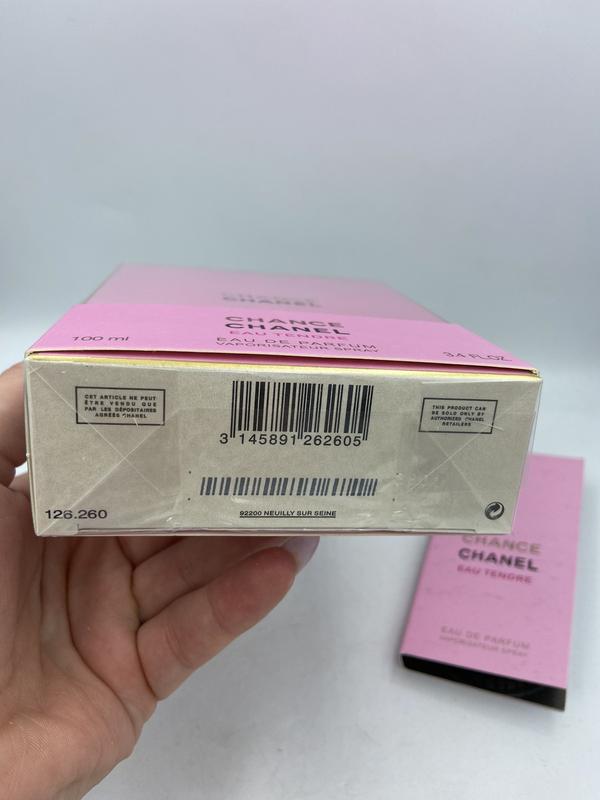 CHANCE
CHANEL
CHANCE
CHANEL
EAU TENDRE
EAU DE PARFUM
VAPORISATEUR SPRAY
100 ml
3.4 FL.OZ.
CET ARTICLE NE PEUT
ÊTRE VENDU QUE
PAR LES DÉPOSITAIRES
AGRÉÉS CHANEL
3 145891 262605
THIS PRODUCT CAN
BE SOLD ONLY BY
AUTHORIZED CHANEL
RETAILERS
126.260
92200 NEUILLY SUR SEINE
CHANCE
CHANEL
EAU TENDRE
EAU DE PARFUM
VAPORISATEUR SPRAY